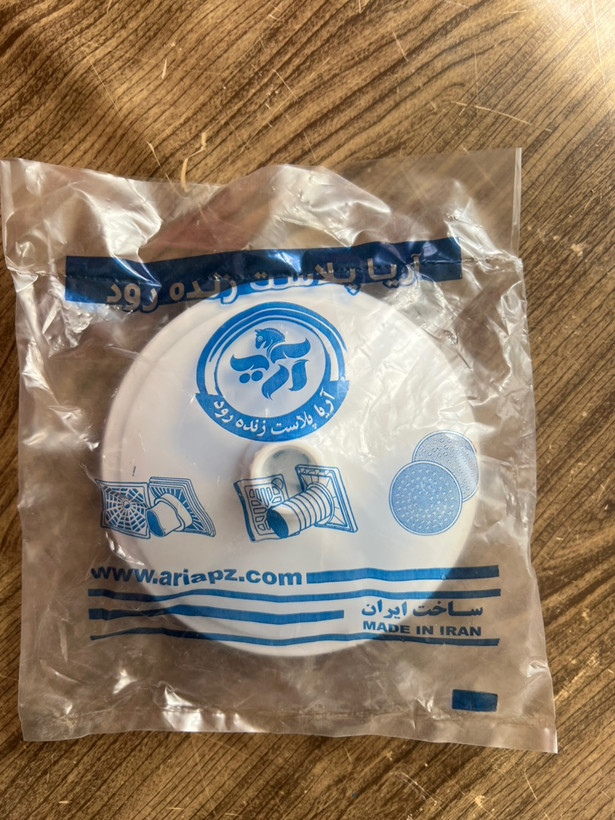 آریا پلاست زنده رود
آریا
آریا پلاست زنده رود
www.ariapz.com
ساخت ایران
MADE IN IRAN